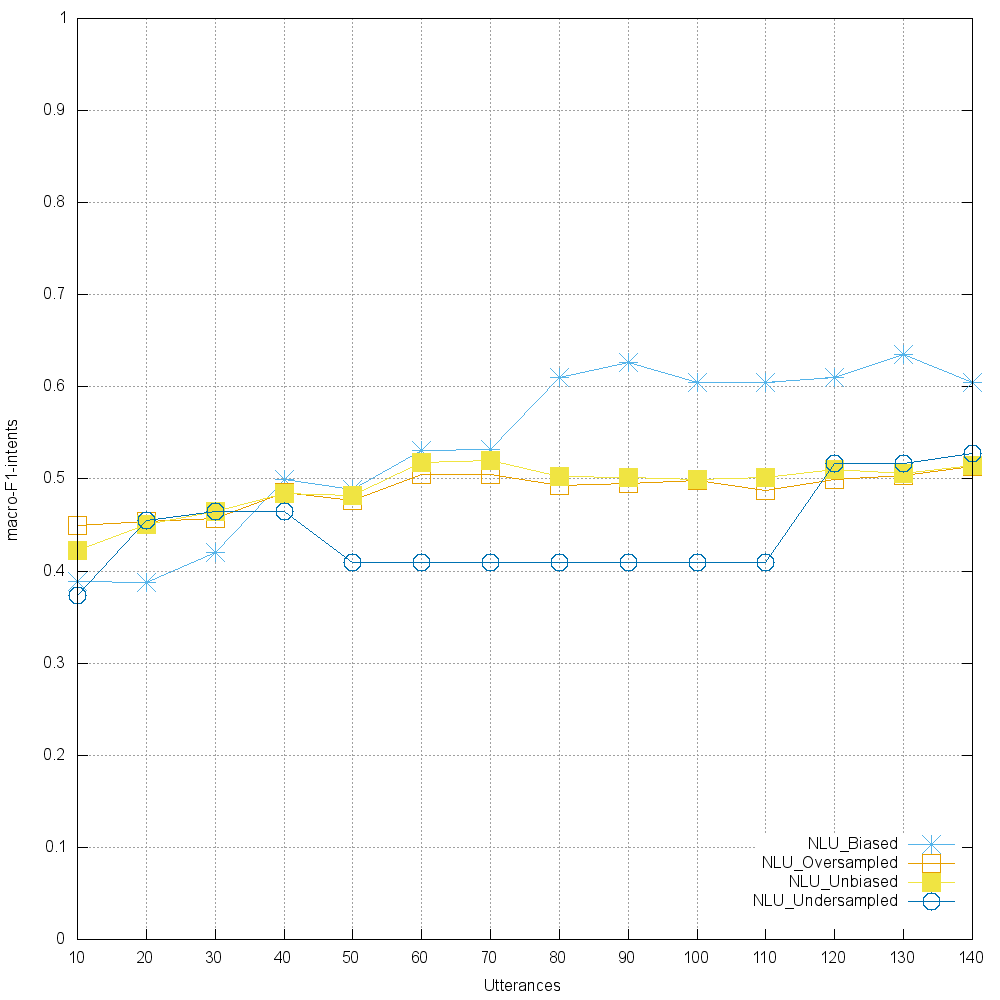 1
0.9
0.8
0.7
0.6
0.5
0.4
0.3
0.2
0.1
0
macro-F1-intents
NLU_Biased
NLU_Oversampled
NLU_Unbiased
NLU_Undersampled
10 20 30 40 50 60 70 80 90 100 110 120 130 140
Utterances